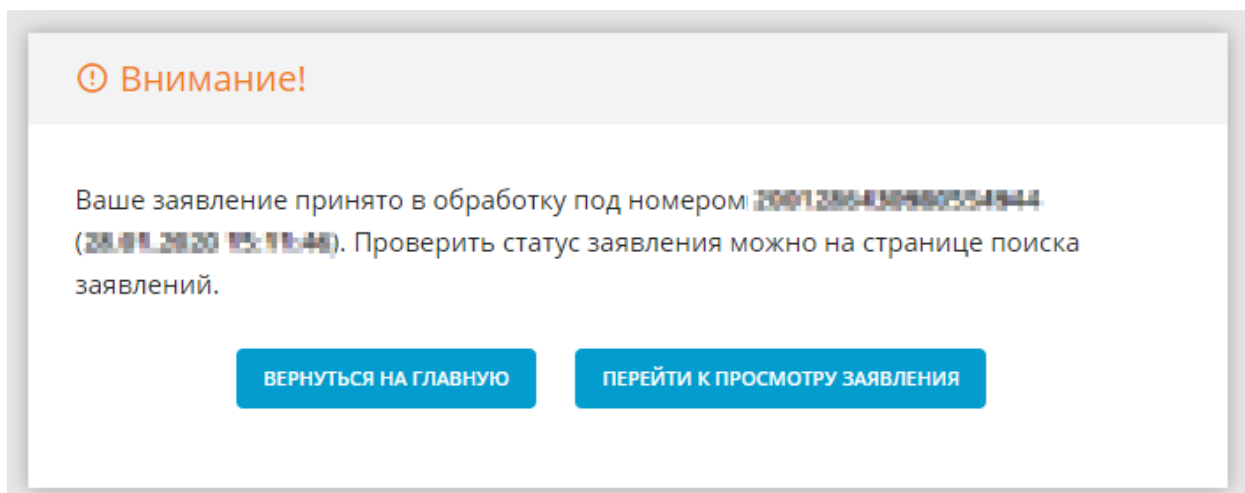 Внимание!
Ваше заявление принято в обработку под номером
(). Проверить статус заявления можно на странице поиска
заявлений.
ВЕРНУТЬСЯ НА ГЛАВНУЮ
ПЕРЕЙТИ К ПРОСМОТРУ ЗАЯВЛЕНИЯ